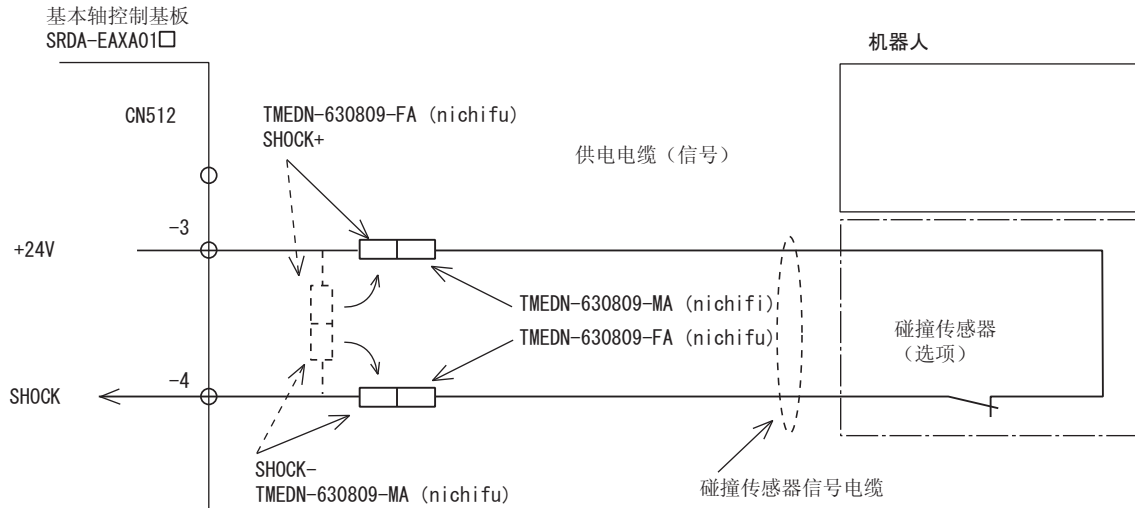 基本轴控制基板
SRDA-EAXA01□
机器人
CN512
TMEDN-630809-FA (nichifu)
SHOCK+
供电电缆（信号）
-3
+24V
TMEDN-630809-MA (nichifi)
TMEDN-630809-FA (nichifu)
碰撞传感器
（选项）
-4
SHOCK
SHOCK-
TMEDN-630809-MA (nichifu)
碰撞传感器信号电缆